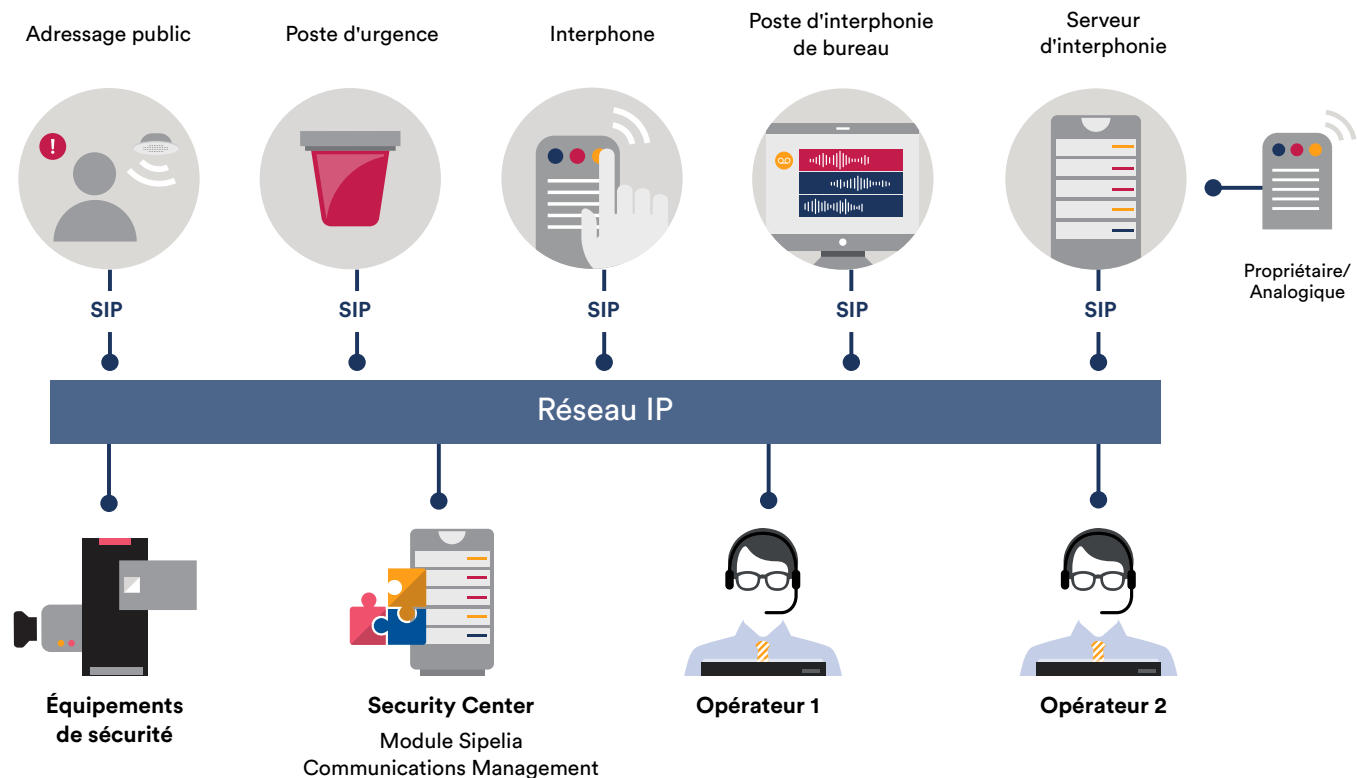 Adressage public
Poste d'urgence
Interphone
Poste d'interphonie
de bureau
Serveur
d'interphonie
!
Propriétaire/
Analogique
SIP
SIP
SIP
SIP
SIP
Réseau IP
Équipements
de sécurité
Security Center
Module Sipelia
Communications Management
Opérateur 1
Opérateur 2